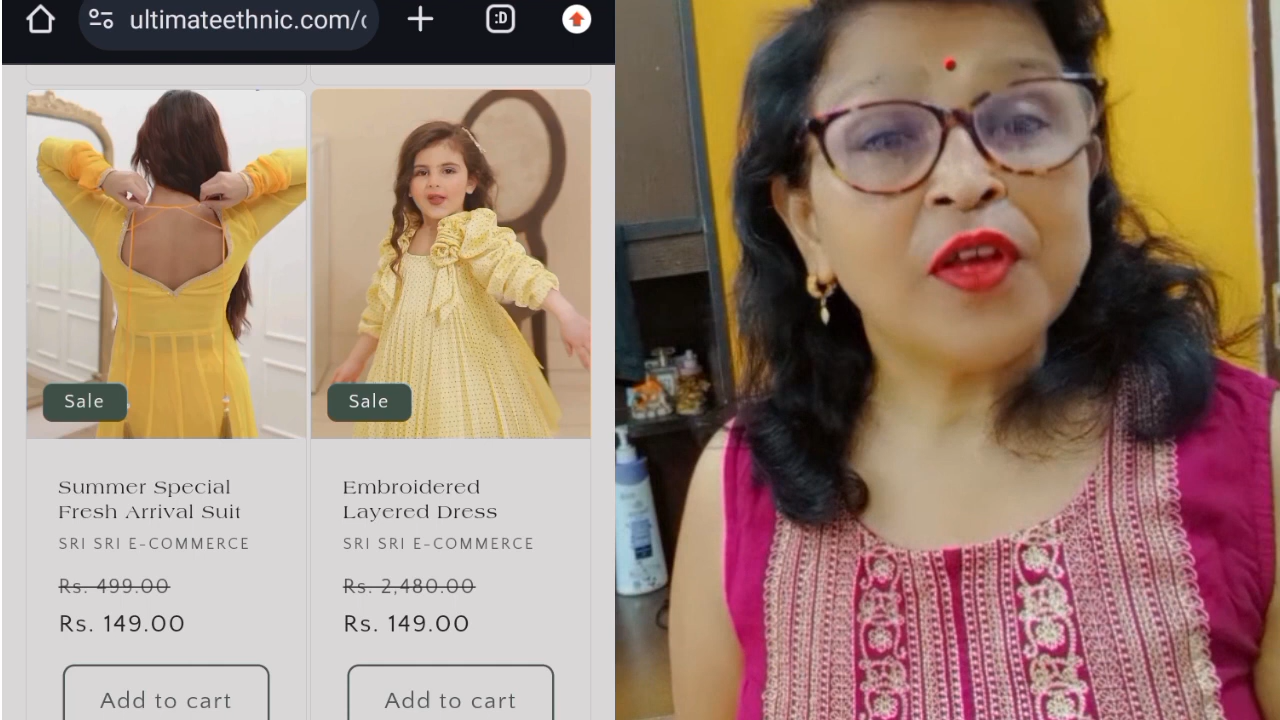 ultimateethnic.com/c
:D
Sale
Sale
Summer Special
Fresh Arrival Suit
SRI SRI E-COMMERCE
Rs. 499.00
Rs. 149.00
Add to cart
Embroidered
Layered Dress
SRI SRI E-COMMERCE
Rs. 2,480.00
Rs. 149.00
Add to cart